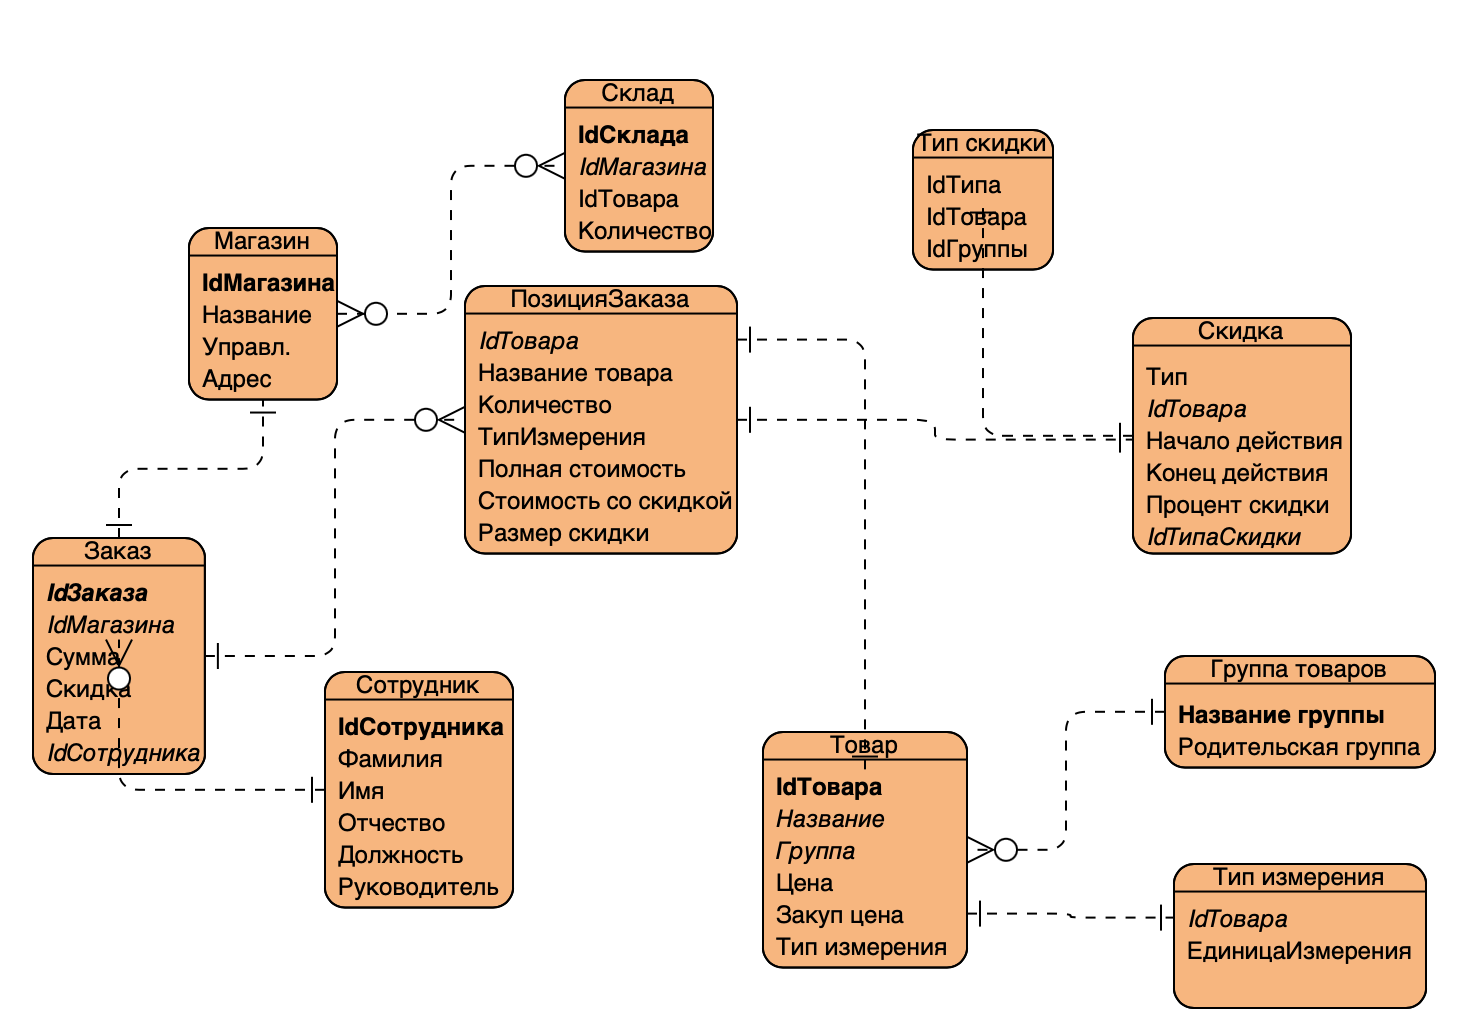 Склад
IdСклада
IdМагазина
IdТовара
Количество
Тип скидки
IdТипа
IdТовара
IdГруппы
Магазин
IdМагазина
Название
Управл.
Адрес
ПозицияЗаказа
IdТовара
Название товара
Количество
ТипИзмерения
Полная стоимость
Стоимость со скидкой
Размер скидки
Скидка
Тип
IdТовара
Начало действия
Конец действия
Процент скидки
IdТипаСкидки
Заказ
IdЗаказа
IdМагазина
Сумма
Скидка
Дата
IdСотрудника
Сотрудник
IdСотрудника
Фамилия
Имя
Отчество
Должность
Руководитель
Товар
IdТовара
Название
Группа
Цена
Закуп цена
Тип измерения
Группа товаров
Название группы
Родительская группа
Тип измерения
IdТовара
ЕдиницаИзмерения